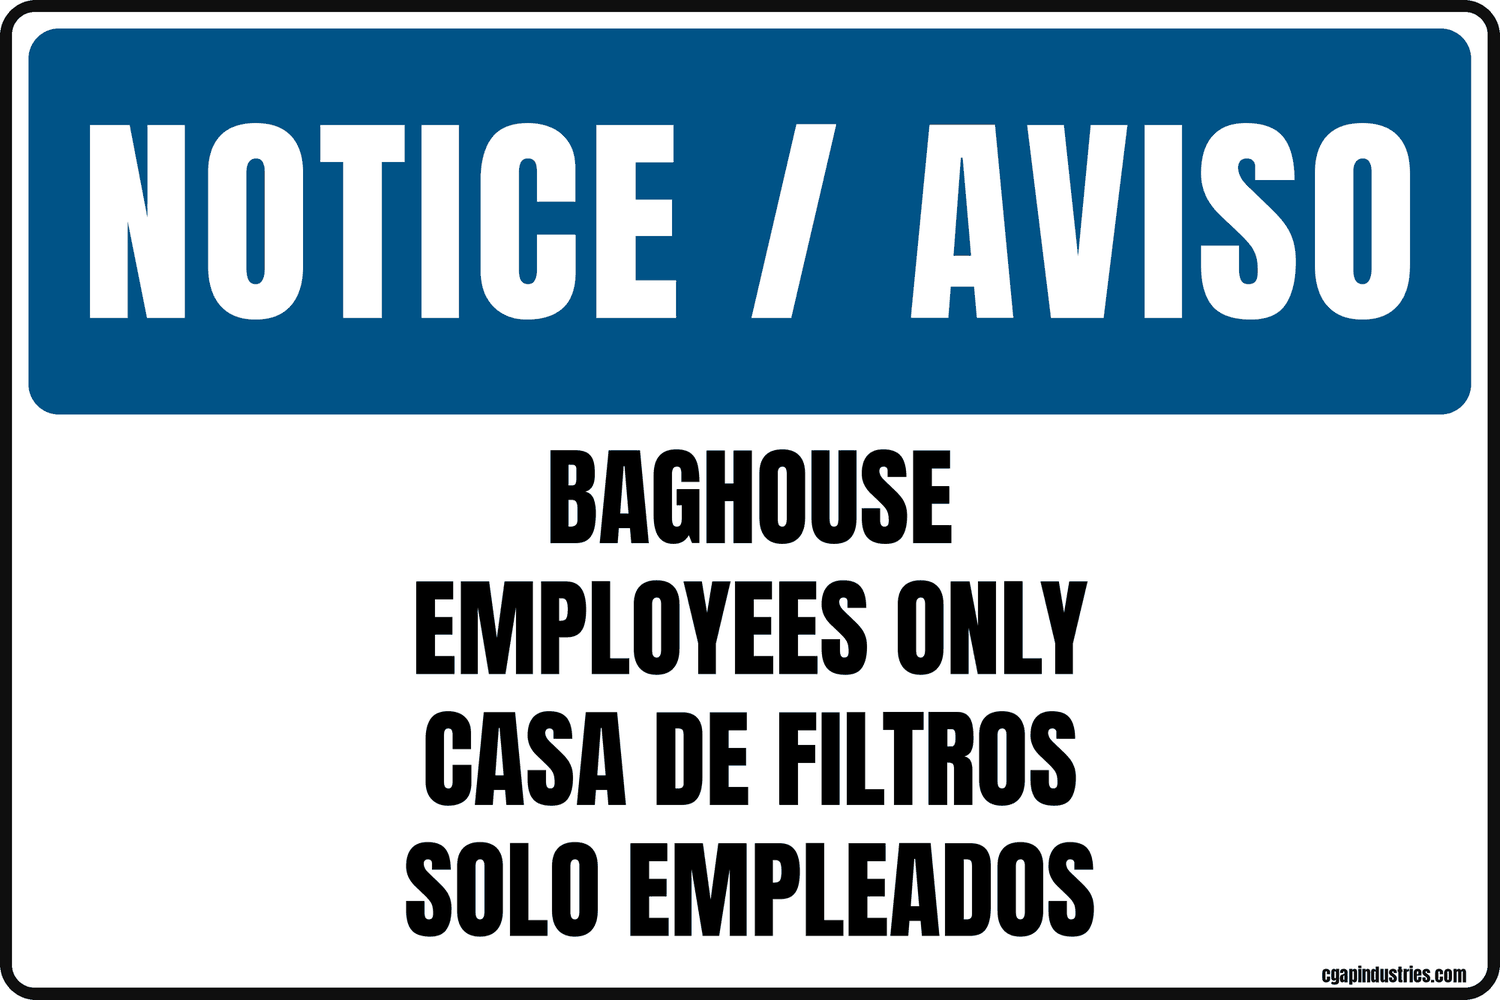 NOTICE / AVISO
BAGHOUSE
EMPLOYEES ONLY
CASA DE FILTROS
SOLO EMPLEADOS
cgapindustries.com